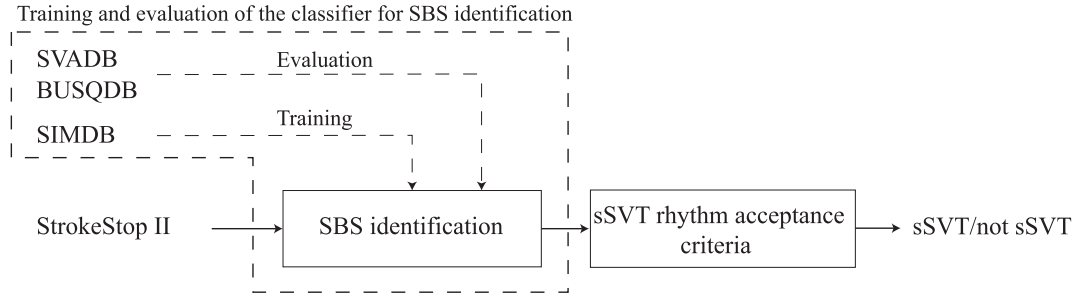 Training and evaluation of the classifier for SBS identification
SVADB
Evaluation
BUSQDB
Training
SIMDB
StrokeStop II
SBS identification
sSVT rhythm acceptance
criteria
sSVT/not sSVT